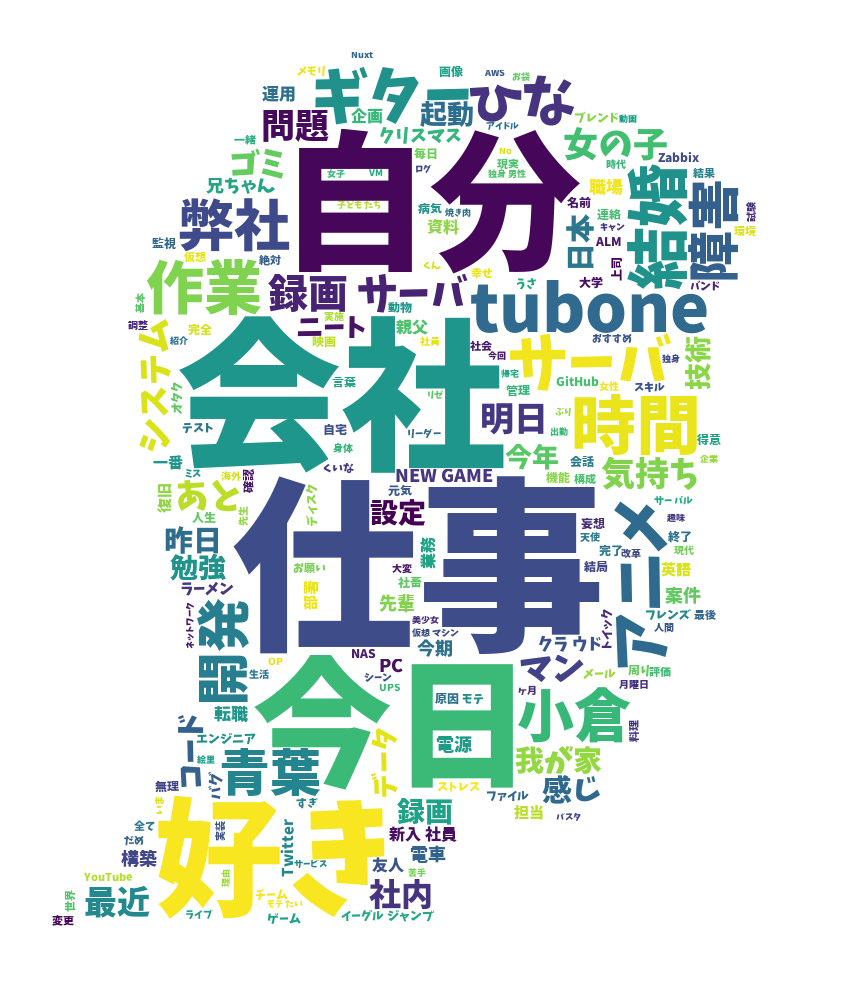 Nuxt
メモリ
画像
AWS
お袋
ギター
ひな
運用
企画
起動
ブレンド
動画
問題
クリスマス
アイドル
女の子
一緒
自分
毎日
No
現実
時代
Zabbix
ゴミ
女子
VM
ログ
独身 男性
結果
兄ちゃん
職場
結婚
障害
子どもたち
病気
焼き肉
名前
弊社
資料
連絡
日本
キャン
試験
環境
監視
仮想
絶対
ALM
上司
作業
くん
幸せ
録画
サーバ
うさ
大学
バンド
基本
動物
tubone
調整
完全
実施
ニート
親父
紹介
映画
社員
社会
今回
サーバ
おすすめ
独身
技術
システム
会社
オタク
言葉
帰宅
GitHub
女性
スキル
リゼ
管理
時間
テスト
自宅
リーダー
明日
ぶり
出勤
得意
一番
身体
今年
会話
気持ち
企業
ミス
海外
確認
くいな
NEW GAME
機能
構成
復旧
あと
ディスク
元気
人生
先生
仕事
設定
妄想
アニメ
サーバル
趣味
昨日
天使
終了
業務
完了
改革
現代
勉強
お願い
大変
結局
英語
ラーメン
部署
社畜
案件
先輩
ネットワーク
開発
美少女
トイック
フレンズ
最後
仮想 マシン
人間
NAS
今期
クラウド
OP
PC
マン
周り
評価
生活
シーン
メール
今日
UPS
ヶ月
月曜日
転職
原因
モテ
小倉
コード
エンジニア
電源
料理
絵里
青葉
データ
我が家
無理
バグ
ストレス
ファイル
感じ
いま
すぎ
好き
録画
担当
パスタ
全て
実装
Twitter
新入 社員
だめ
構築
サービス
友人
電車
YouTube
理由
苦手
世界
最近
チーム
社内
モテたい
変更
ライブ
ゲーム
イーグル ジャンプ